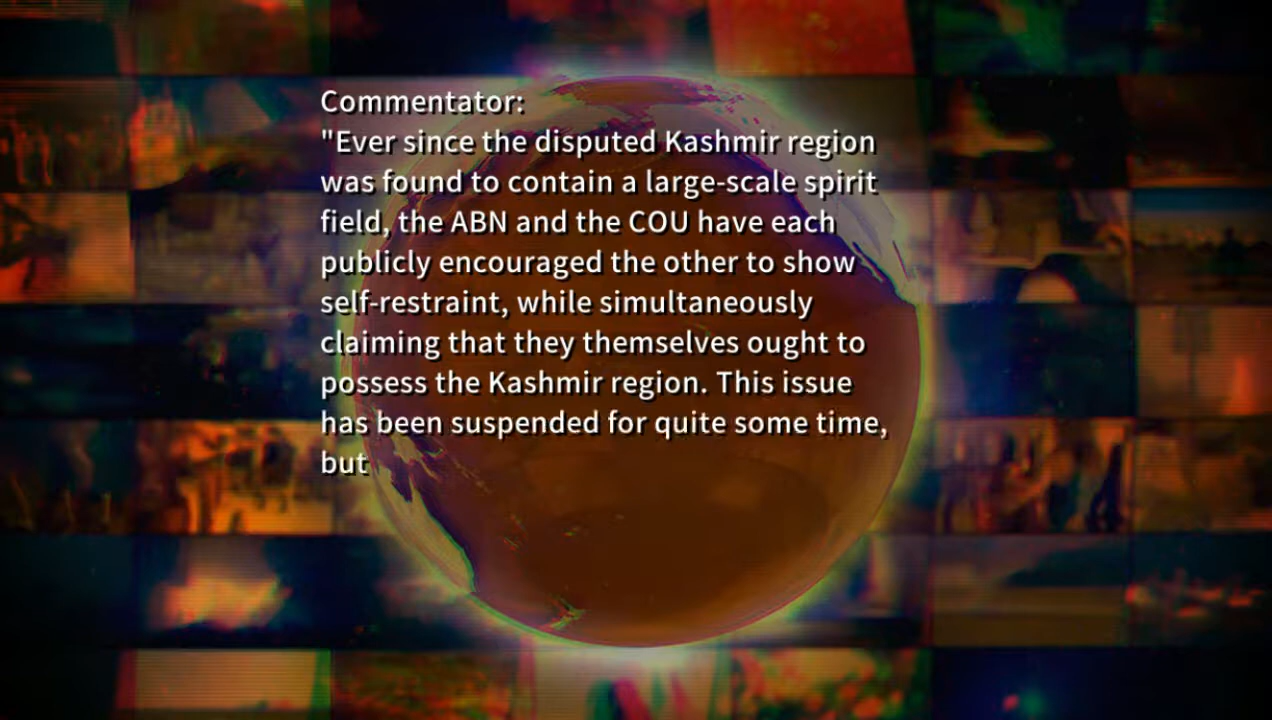 Commentator:
"Ever since the disputed Kashmir region
was found to contain a large-scale spirit
field, the ABN and the COU have each
publicly encouraged the other to show
self-restraint, while simultaneously
claiming that they themselves ought to
possess the Kashmir region. This issue
has been suspended for quite some time,
but